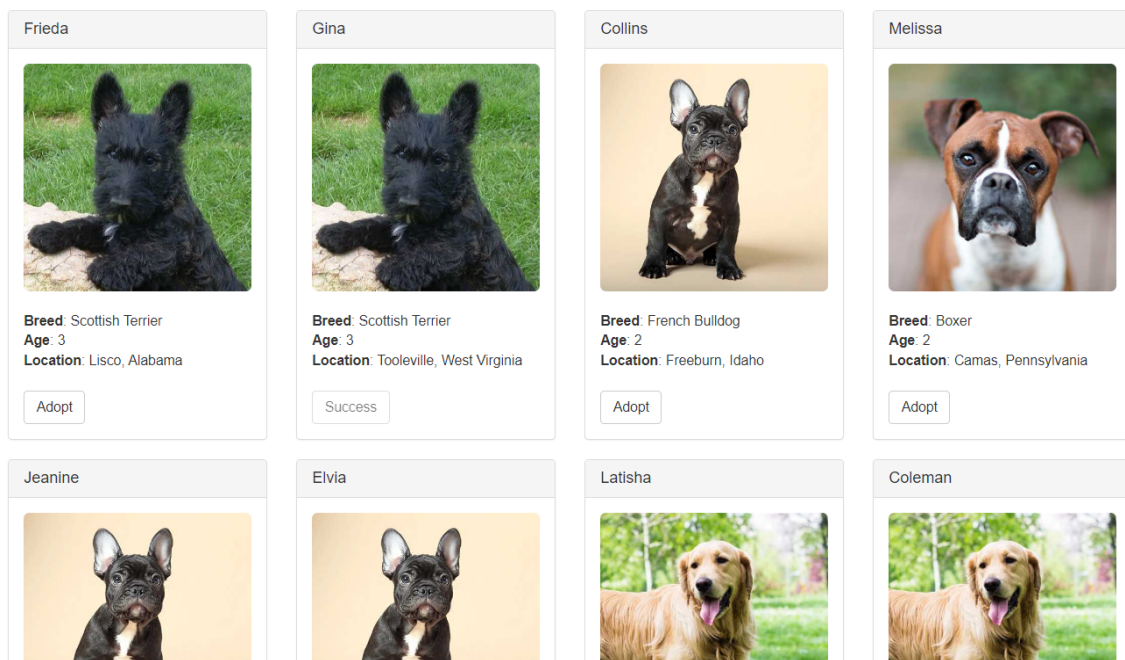 Frieda
Gina
Collins
Melissa
Breed: Scottish Terrier
Age: 3
Location: Lisco, Alabama
Adopt
Breed: Scottish Terrier
Age: 3
Location: Tooleville, West Virginia
Success
Breed: French Bulldog
Age: 2
Location: Freeburn, Idaho
Adopt
Breed: Boxer
Age: 2
Location: Camas, Pennsylvania
Adopt
Jeanine
Elvia
Latisha
Coleman